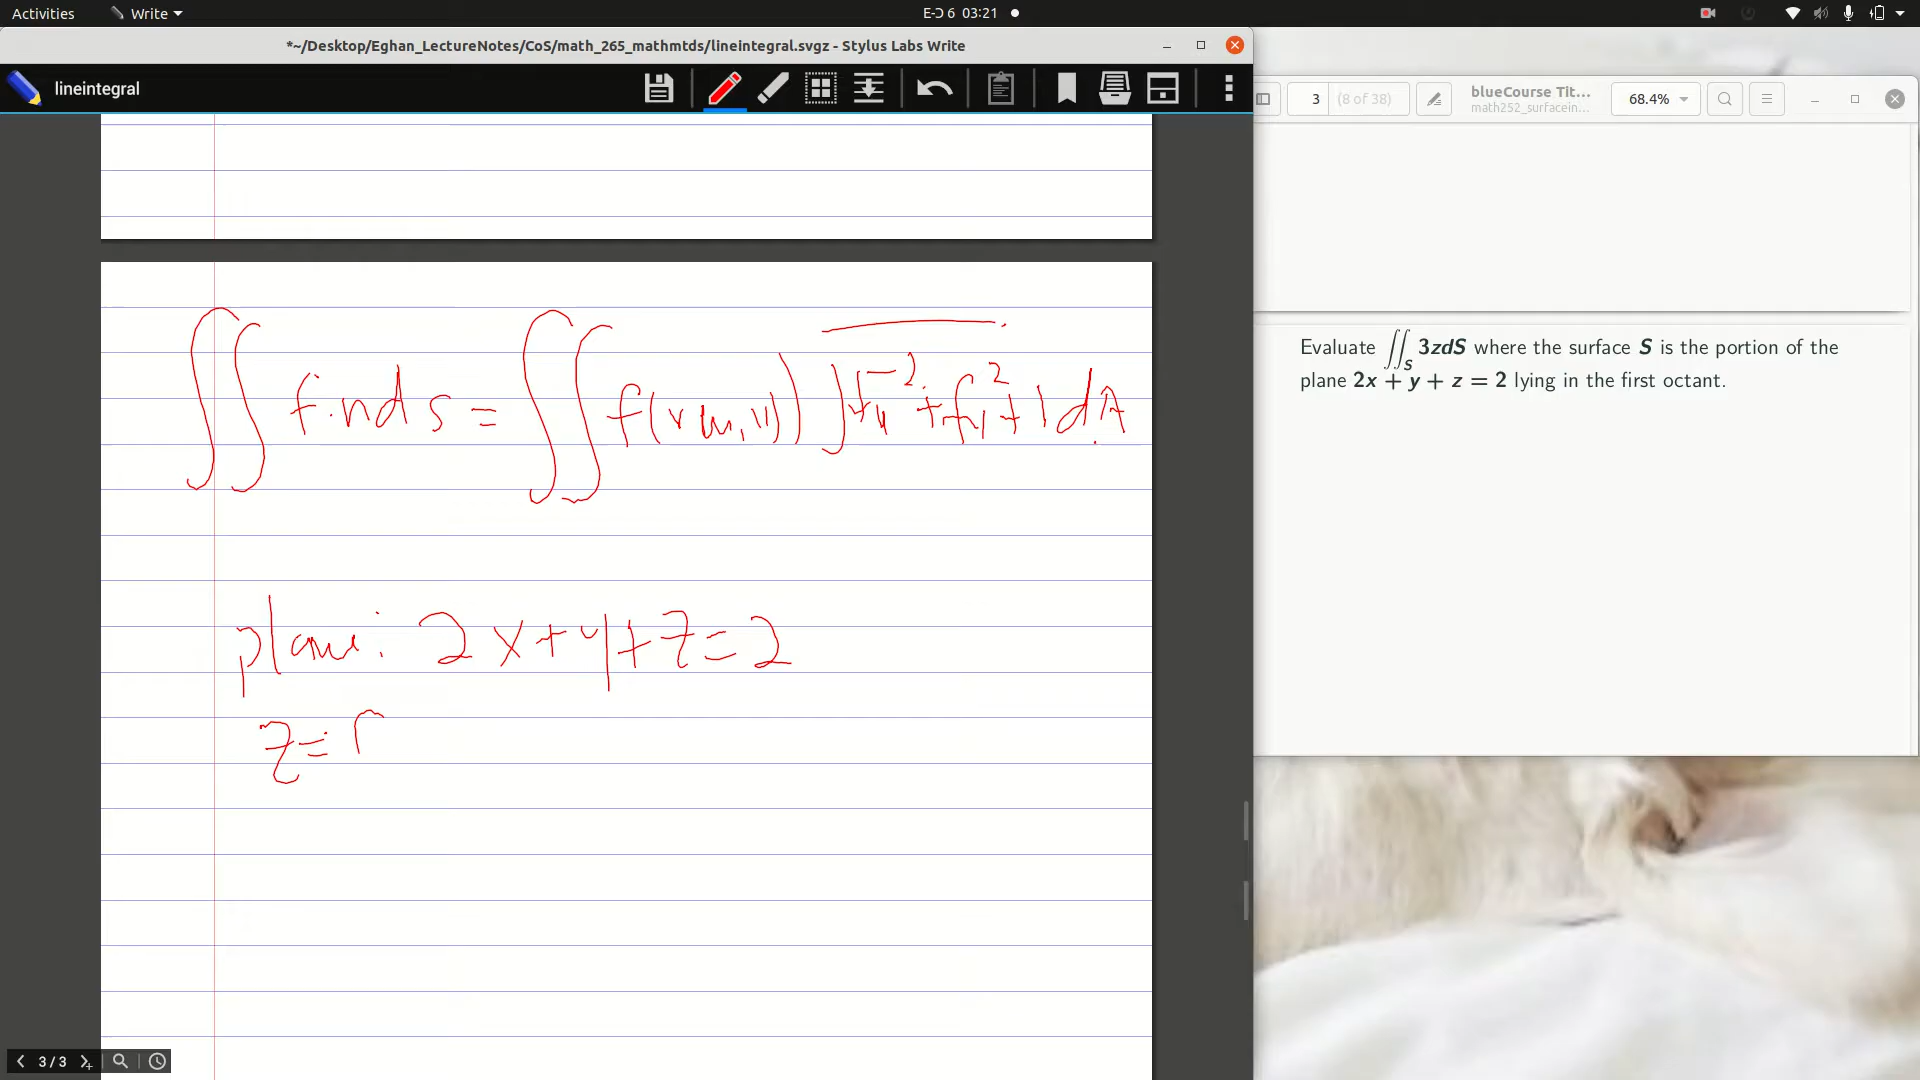 Activities
Write
E-Ɔ 6 03:21
*~/Desktop/Eghan_LectureNotes/CoS/math_265_mathmtds/lineintegral.svgz - Stylus Labs Write
lineintegral
3 (8 of 38)
blueCourse Tit...
math252_surfacein...
68.4%
∬ f·nds = ∬ f(r(u,v)) √fx² + fy² + 1 dA
Evaluate ∬S 3zdS where the surface S is the portion of the
plane 2x + y + z = 2 lying in the first octant.
plane: 2x+y+z=2
z=
3 / 3